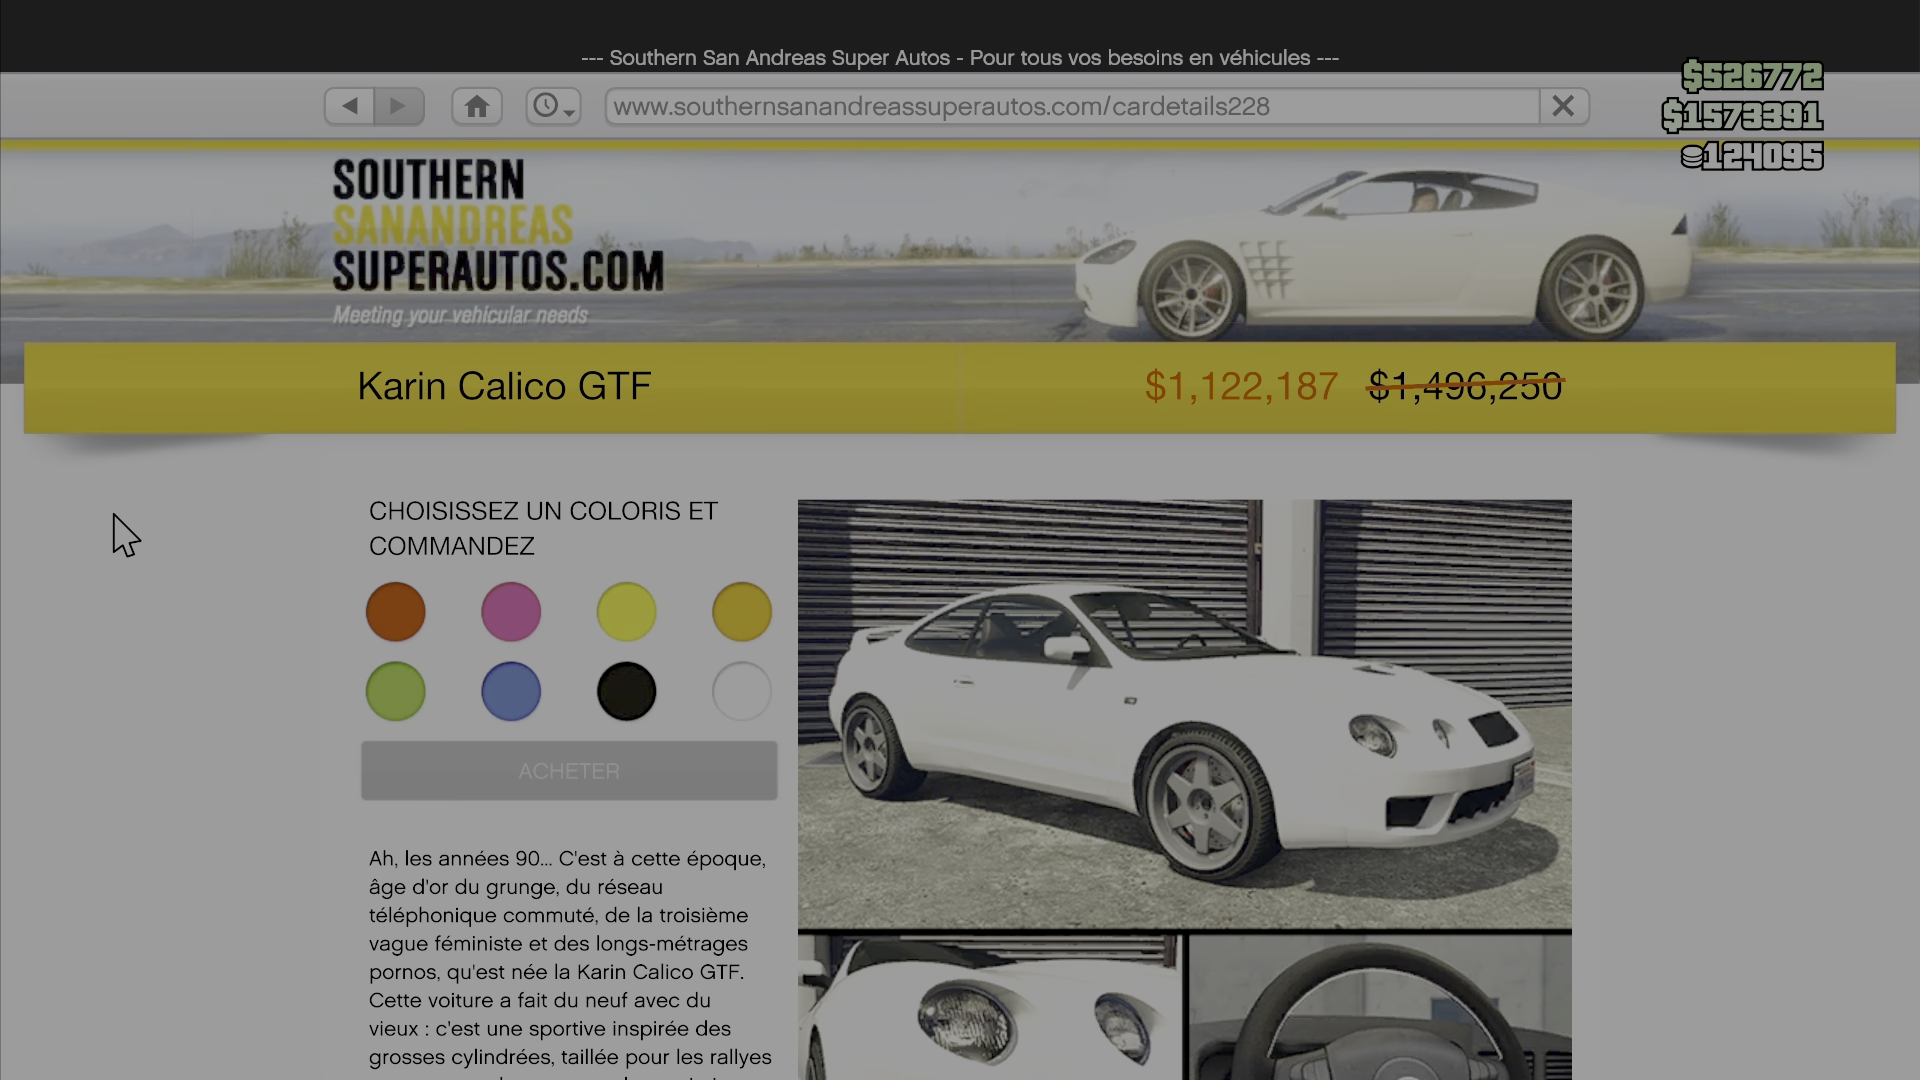 --- Southern San Andreas Super Autos - Pour tous vos besoins en véhicules ---
www.southernsanandreassuperautos.com/cardetails228
$526772
$1573391
124095
SOUTHERN
SANANDREAS
SUPERAUTOS.COM
Meeting your vehicular needs
Karin Calico GTF
$1,122,187 $1,496,250
CHOISISSEZ UN COLORIS ET
COMMANDEZ
ACHETER
Ah, les années 90... C'est à cette époque,
âge d'or du grunge, du réseau
téléphonique commuté, de la troisième
vague féministe et des longs-métrages
pornos, qu'est née la Karin Calico GTF.
Cette voiture a fait du neuf avec du
vieux : c'est une sportive inspirée des
grosses cylindrées, taillée pour les rallyes